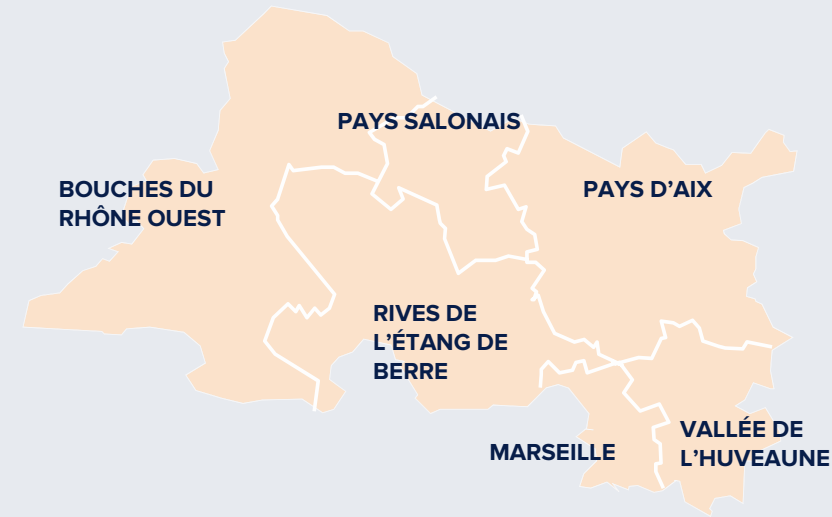 PAYS SALONAIS
BOUCHES DU
RHÔNE OUEST
PAYS D’AIX
RIVES DE
L’ÉTANG DE
BERRE
MARSEILLE
VALLÉE DE
L’HUVEAUNE